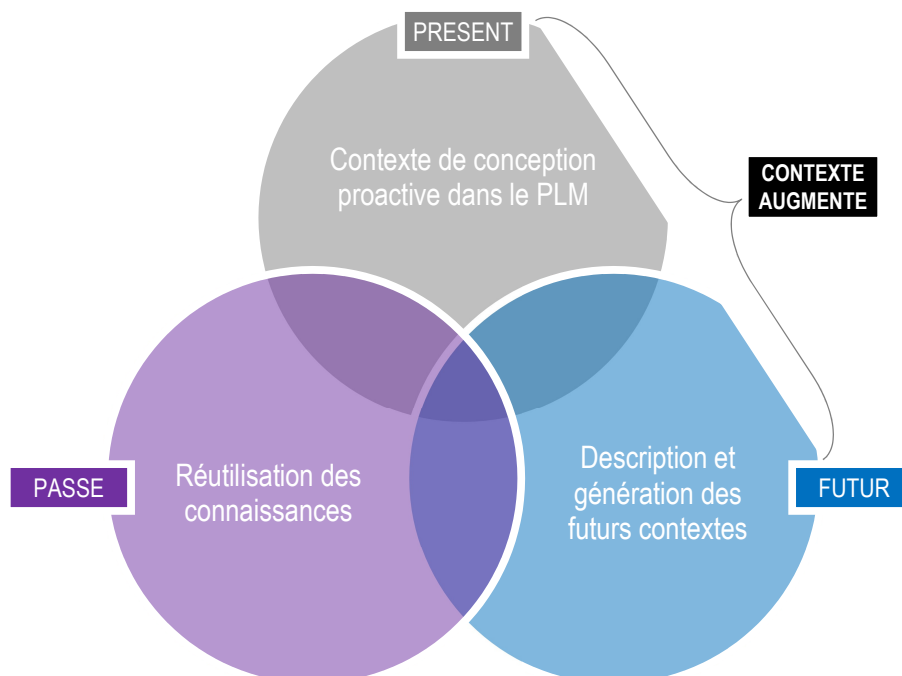 PRESENT
Contexte de conception
proactive dans le PLM
CONTEXTE
AUGMENTE
PASSE
Réutilisation des
connaissances
Description et
génération des
futurs contextes
FUTUR